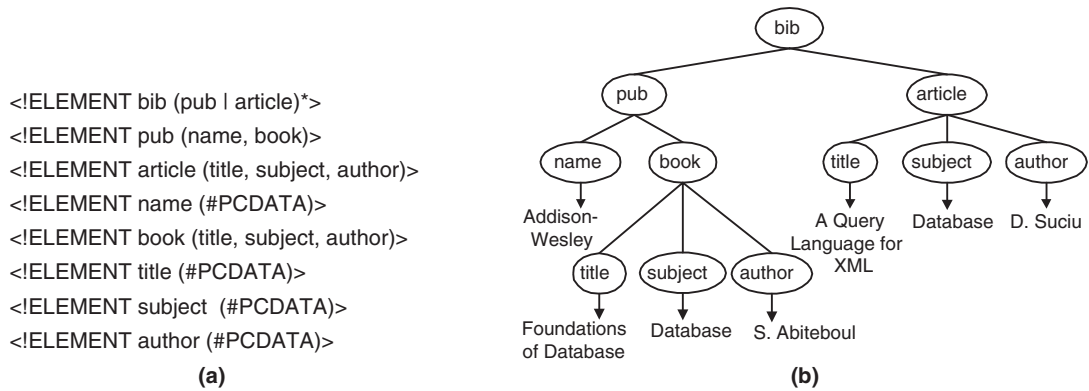 <!ELEMENT bib (pub | article)*>
<!ELEMENT pub (name, book)>
<!ELEMENT article (title, subject, author)>
<!ELEMENT name (#PCDATA)>
<!ELEMENT book (title, subject, author)>
<!ELEMENT title (#PCDATA)>
<!ELEMENT subject (#PCDATA)>
<!ELEMENT author (#PCDATA)>
(a)
bib
pub
article
name
book
title
subject
author
Addison-
Wesley
A Query
Language for
XML
Database
D. Suciu
title
subject
author
Foundations
of Database
Database
S. Abiteboul
(b)